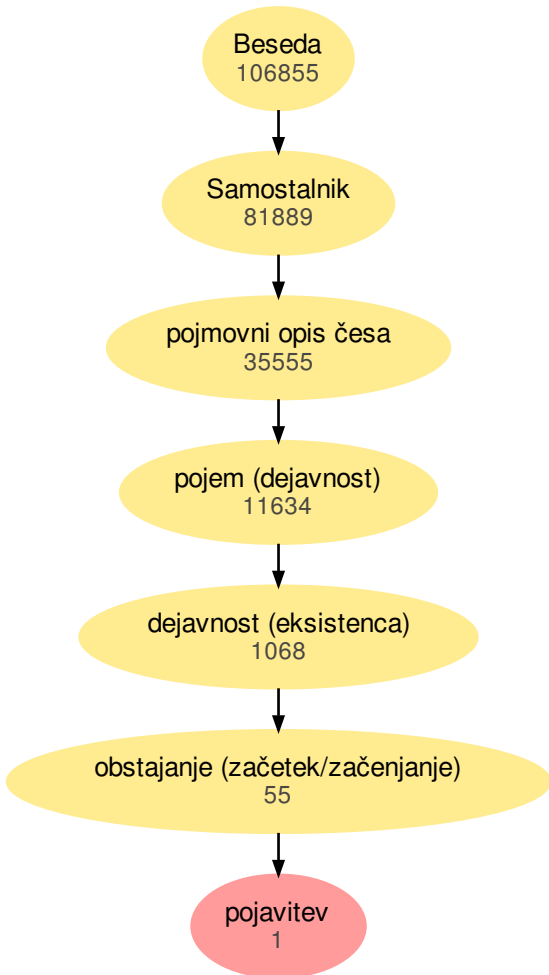 Beseda
106855
Samostalnik
81889
pojmovni opis česa
35555
pojem (dejavnost)
11634
dejavnost (eksistenca)
1068
obstajanje (začetek/začenjanje)
55
pojavitev
1